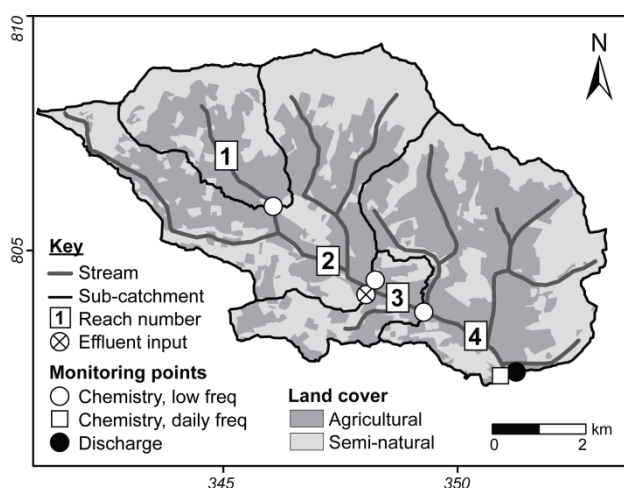 810
N
1
805
2
3
4
Key
Stream
Sub-catchment
1 Reach number
Effluent input
Monitoring points
Chemistry, low freq
Chemistry, daily freq
Discharge
Land cover
Agricultural
Semi-natural
km
0 2
345 350